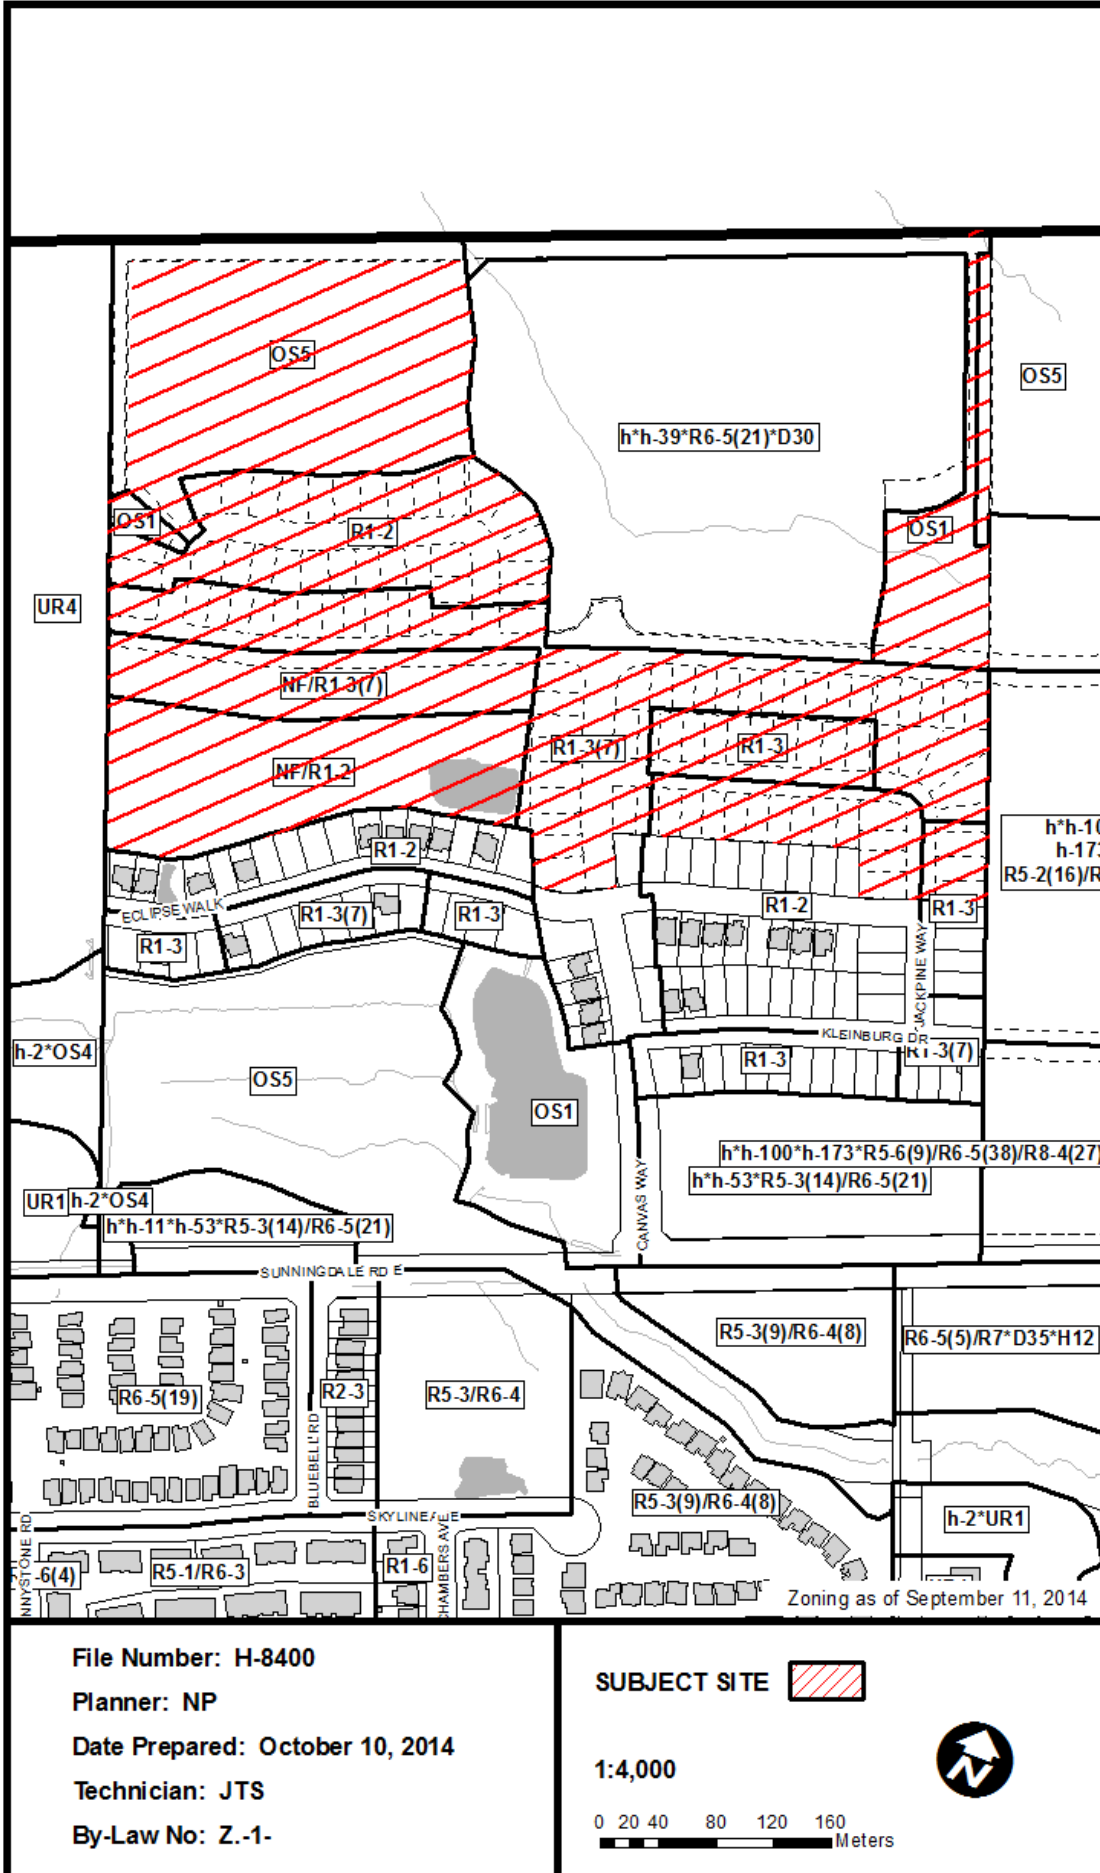 OS5
OS5
h*h-39*R6-5(21)*D30
OS1
R1-2
OS1
UR4
NF/R1-3(7)
R1-3(7)
R1-3
NF/R1-2
h*h-10
h-173
R5-2(16)/R
R1-2
ECLIPSE WALK
R1-3(7)
R1-3
R1-2
R1-3
R1-3
JACKPINE WAY
KLEINBURG DR
h-2*OS4
R1-3
R1-3(7)
OS5
OS1
h*h-100*h-173*R5-6(9)/R6-5(38)/R8-4(27)
h*h-53*R5-3(14)/R6-5(21)
CANVAS WAY
UR1
h-2*OS4
h*h-11*h-53*R5-3(14)/R6-5(21)
SUNNINGDALE RD E
R5-3(9)/R6-4(8)
R6-5(5)/R7*D35*H12
R6-5(19)
R2-3
R5-3/R6-4
BLUEBELL RD
R5-3(9)/R6-4(8)
SKYLINE AVE
h-2*UR1
NNYSTONE RD
-6(4)
R5-1/R6-3
R1-6
CHAMBERS AVE
Zoning as of September 11, 2014
File Number: H-8400
Planner: NP
Date Prepared: October 10, 2014
Technician: JTS
By-Law No: Z.-1-
SUBJECT SITE
1:4,000
0 20 40 80 120 160
Meters
N